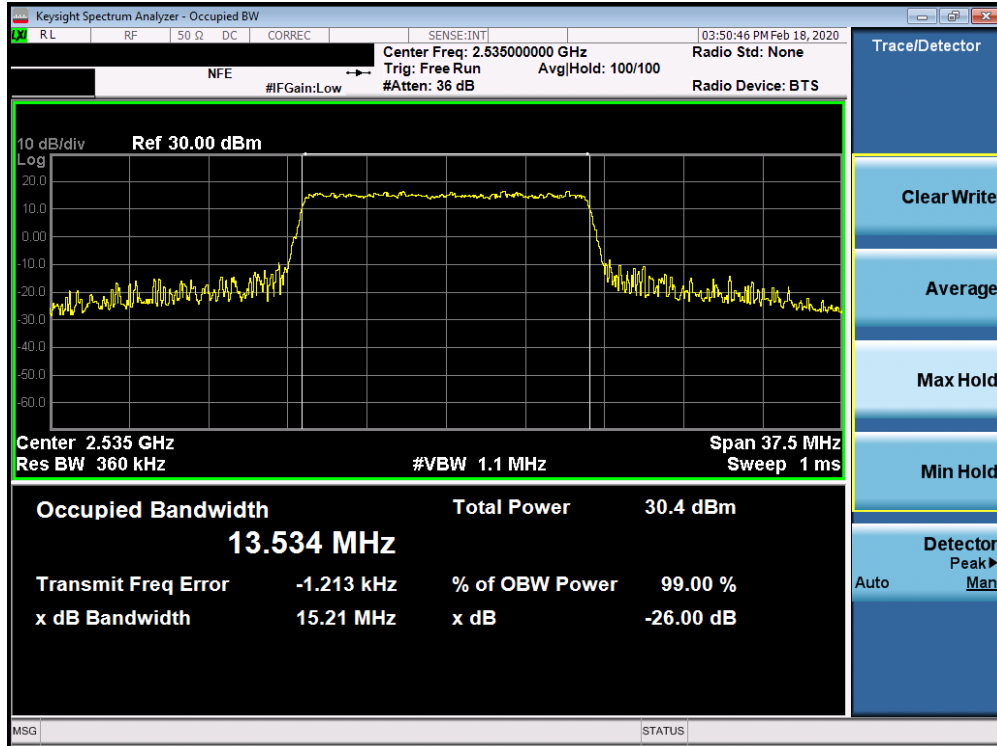 Keysight Spectrum Analyzer - Occupied BW
LXI RL RF 50 Ω DC CORREC SENSE:INT 03:50:46 PM Feb 18, 2020
Center Freq: 2.535000000 GHz Radio Std: None
NFE Trig: Free Run Avg|Hold: 100/100
#IFGain:Low #Atten: 36 dB Radio Device: BTS
10 dB/div Ref 30.00 dBm
Log
20.0
10.0
0.00
-10.0
-20.0
-30.0
-40.0
-50.0
-60.0
Center 2.535 GHz Span 37.5 MHz
Res BW 360 kHz #VBW 1.1 MHz Sweep 1 ms
Occupied Bandwidth Total Power 30.4 dBm
13.534 MHz
Transmit Freq Error -1.213 kHz % of OBW Power 99.00 %
x dB Bandwidth 15.21 MHz x dB -26.00 dB
MSG STATUS
Trace/Detector
Clear Write
Average
Max Hold
Min Hold
Detector
Peak▶
Auto Man